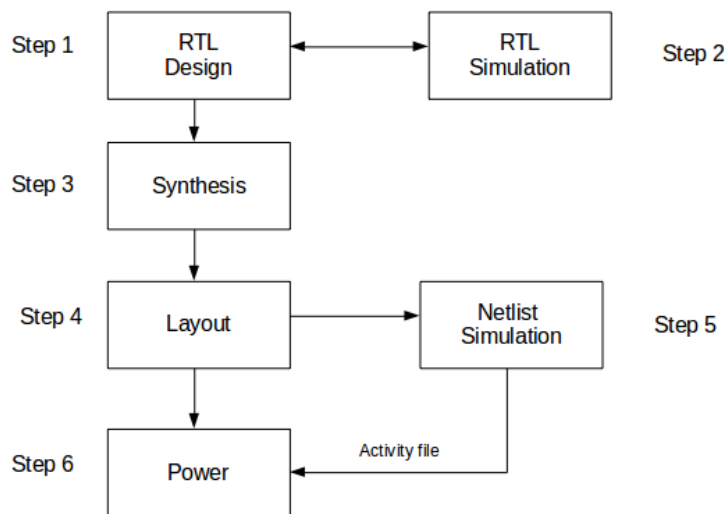 Step 1
RTL
Design
RTL
Simulation
Step 2
Step 3
Synthesis
Step 4
Layout
Netlist
Simulation
Step 5
Step 6
Power
Activity file